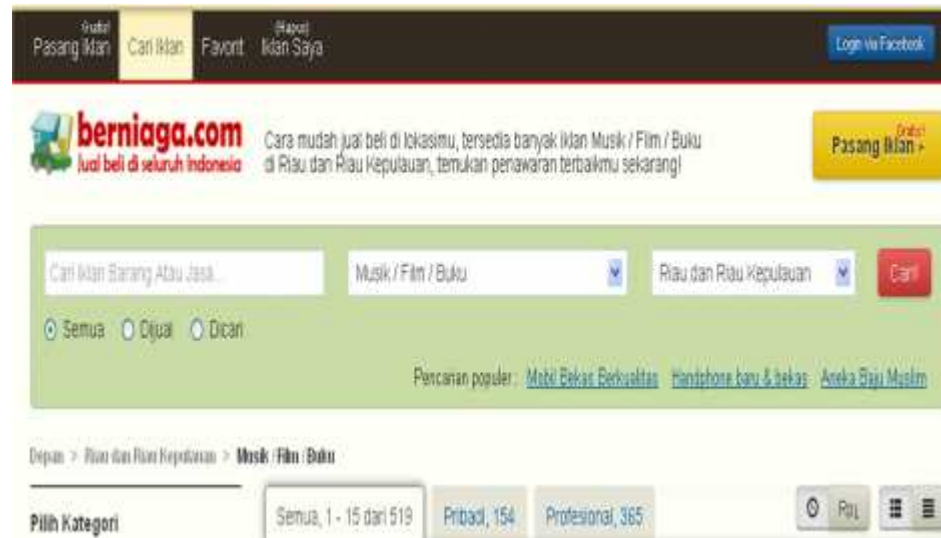 Gratis!
Pasang Iklan
Cari Iklan
Favorit
(Hapus)
Iklan Saya
Login via Facebook
berniaga.com
Jual beli di seluruh Indonesia
Cara mudah jual beli di lokasimu, tersedia banyak iklan Musik / Film / Buku
di Riau dan Riau Kepulauan, temukan penawaran terbaikmu sekarang!
Gratis!
Pasang Iklan
Cari Iklan Barang Atau Jasa...
Musik / Film / Buku
Riau dan Riau Kepulauan
Cari!
Semua
Dijual
Dicari
Pencarian populer: Mobil Bekas Berkualitas Handphone baru & bekas Aneka Baju Muslim
Depan > Riau dan Riau Kepulauan > Musik / Film / Buku
Pilih Kategori
Semua, 1 - 15 dari 519
Pribadi, 154
Profesional, 365
Rp